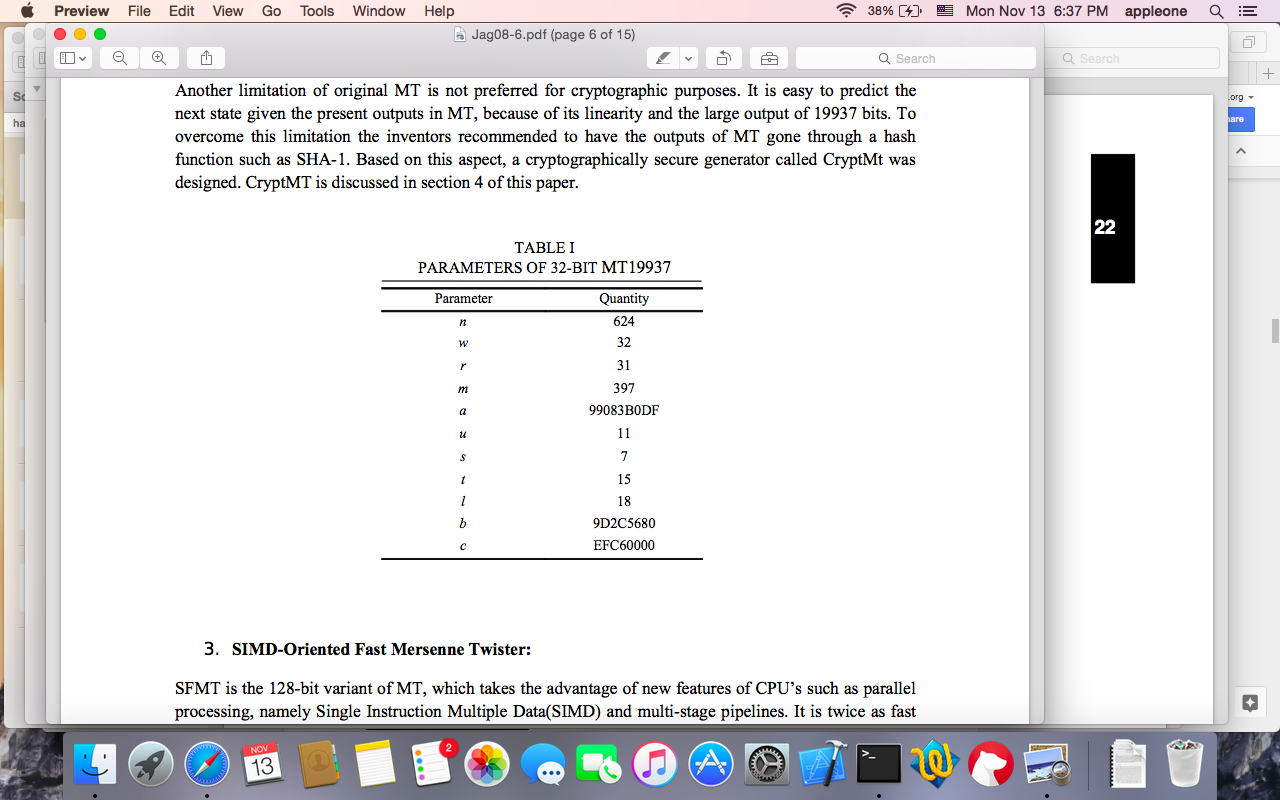 Preview File Edit View Go Tools Window Help 38% Mon Nov 13 6:37 PM appleone
Jag08-6.pdf (page 6 of 15)
Search
Search
Another limitation of original MT is not preferred for cryptographic purposes. It is easy to predict the
next state given the present outputs in MT, because of its linearity and the large output of 19937 bits. To
overcome this limitation the inventors recommended to have the outputs of MT gone through a hash
function such as SHA-1. Based on this aspect, a cryptographically secure generator called CryptMt was
designed. CryptMT is discussed in section 4 of this paper.
TABLE I
PARAMETERS OF 32-BIT MT19937
Parameter Quantity
n 624
w 32
r 31
m 397
a 99083B0DF
u 11
s 7
t 15
l 18
b 9D2C5680
c EFC60000
3. SIMD-Oriented Fast Mersenne Twister:
SFMT is the 128-bit variant of MT, which takes the advantage of new features of CPU's such as parallel
processing, namely Single Instruction Multiple Data(SIMD) and multi-stage pipelines. It is twice as fast
22
.org
NOV
13
2